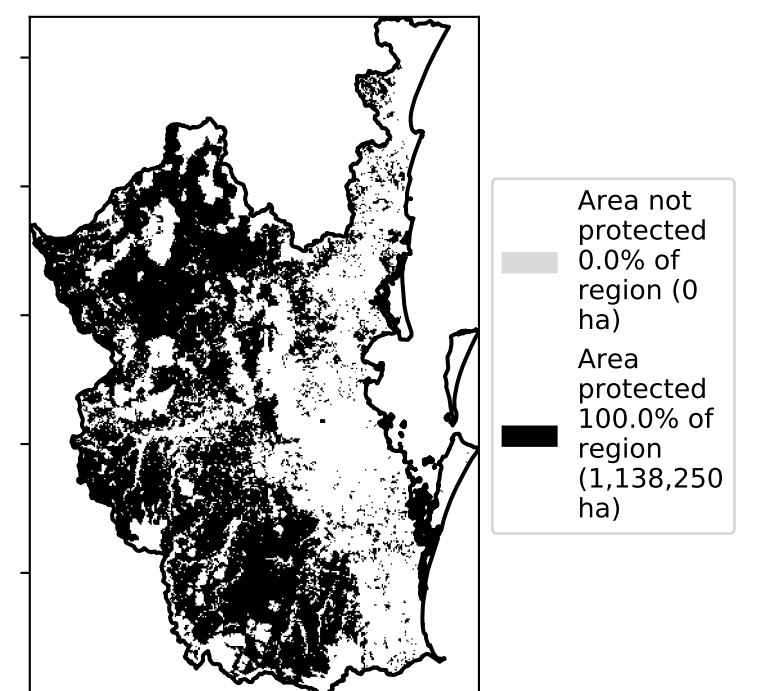 Area not
protected
0.0% of
region (0
ha)
Area
protected
100.0% of
region
(1,138,250
ha)